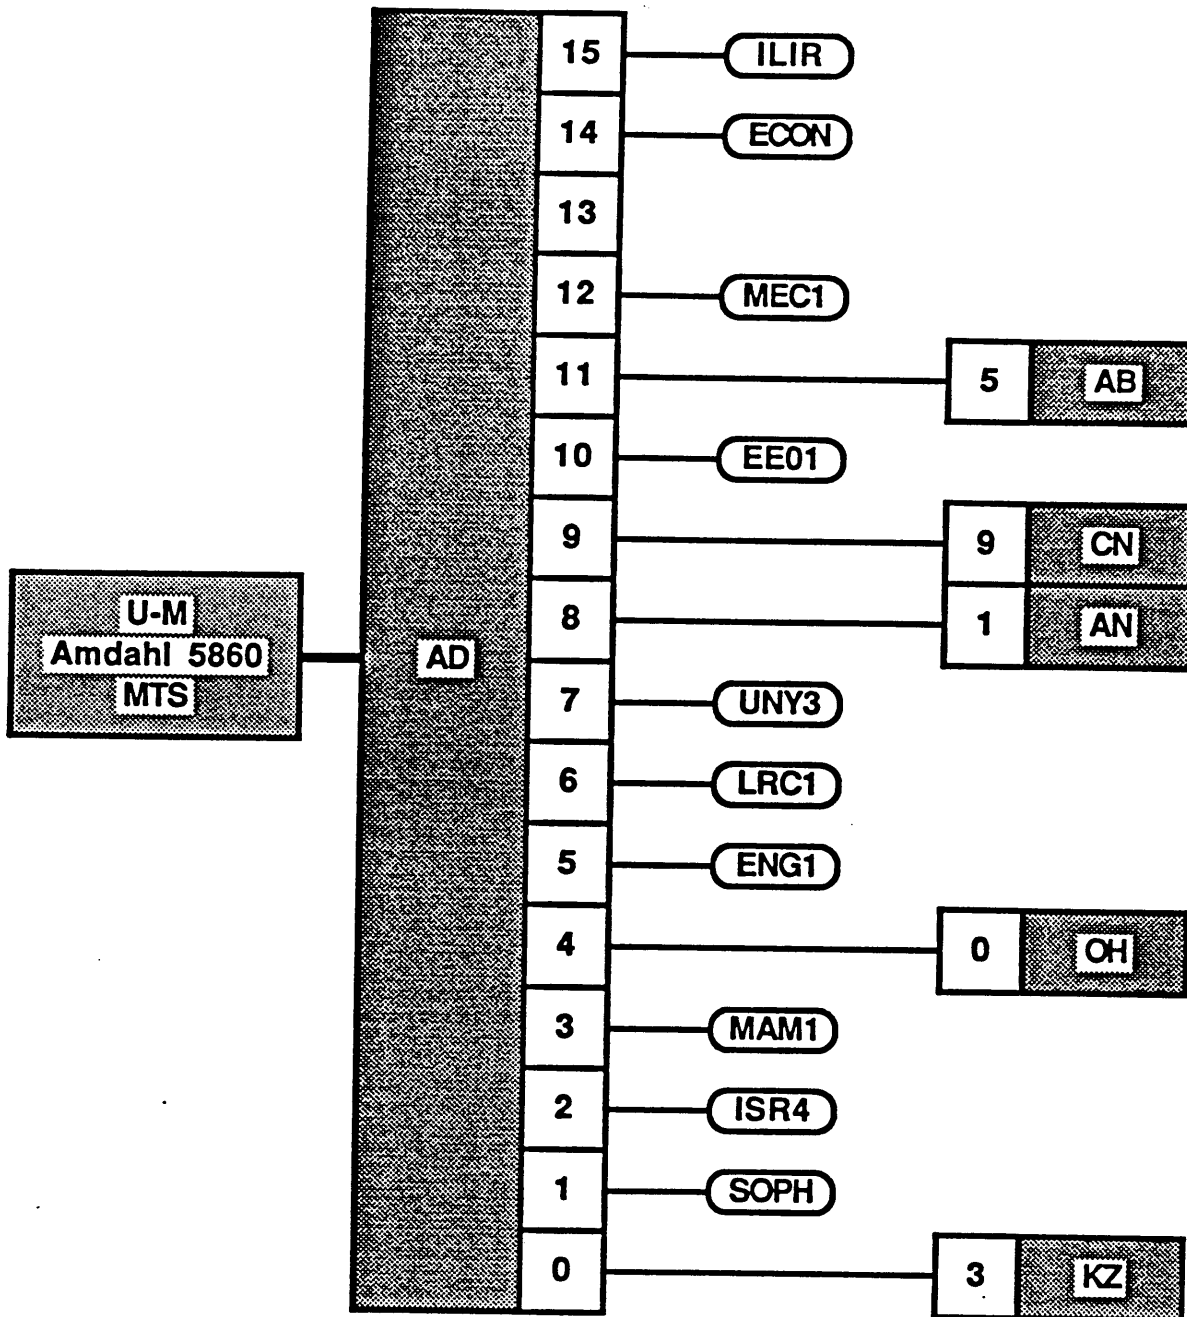 15 ILIR
14 ECON
13
12 MEC1
11 5 AB
10 EE01
9 9 CN
U-M
Amdahl 5860
MTS
AD
8 1 AN
7 UNY3
6 LRC1
5 ENG1
4 0 OH
3 MAM1
2 ISR4
1 SOPH
0 3 KZ